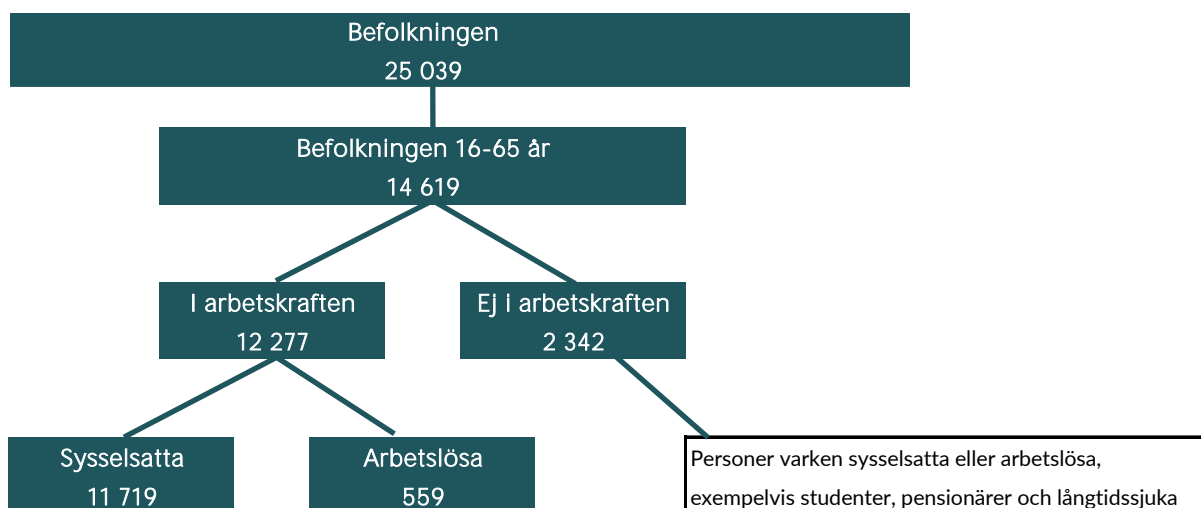 Befolkningen
25 039
Befolkningen 16-65 år
14 619
I arbetskraften
12 277
Ej i arbetskraften
2 342
Sysselsatta
11 719
Arbetslösa
559
Personer varken sysselsatta eller arbetslösa,
exempelvis studenter, pensionärer och långtidssjuka